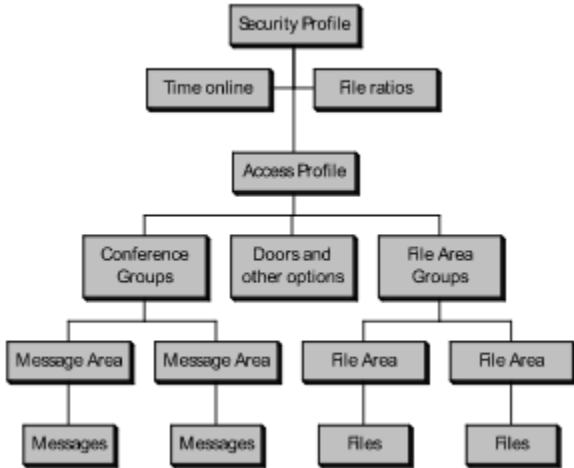 Security Profile
Time online
File ratios
Access Profile
Conference
Groups
Doors and
other options
File Area
Groups
Message Area
Message Area
File Area
File Area
Messages
Messages
Files
Files